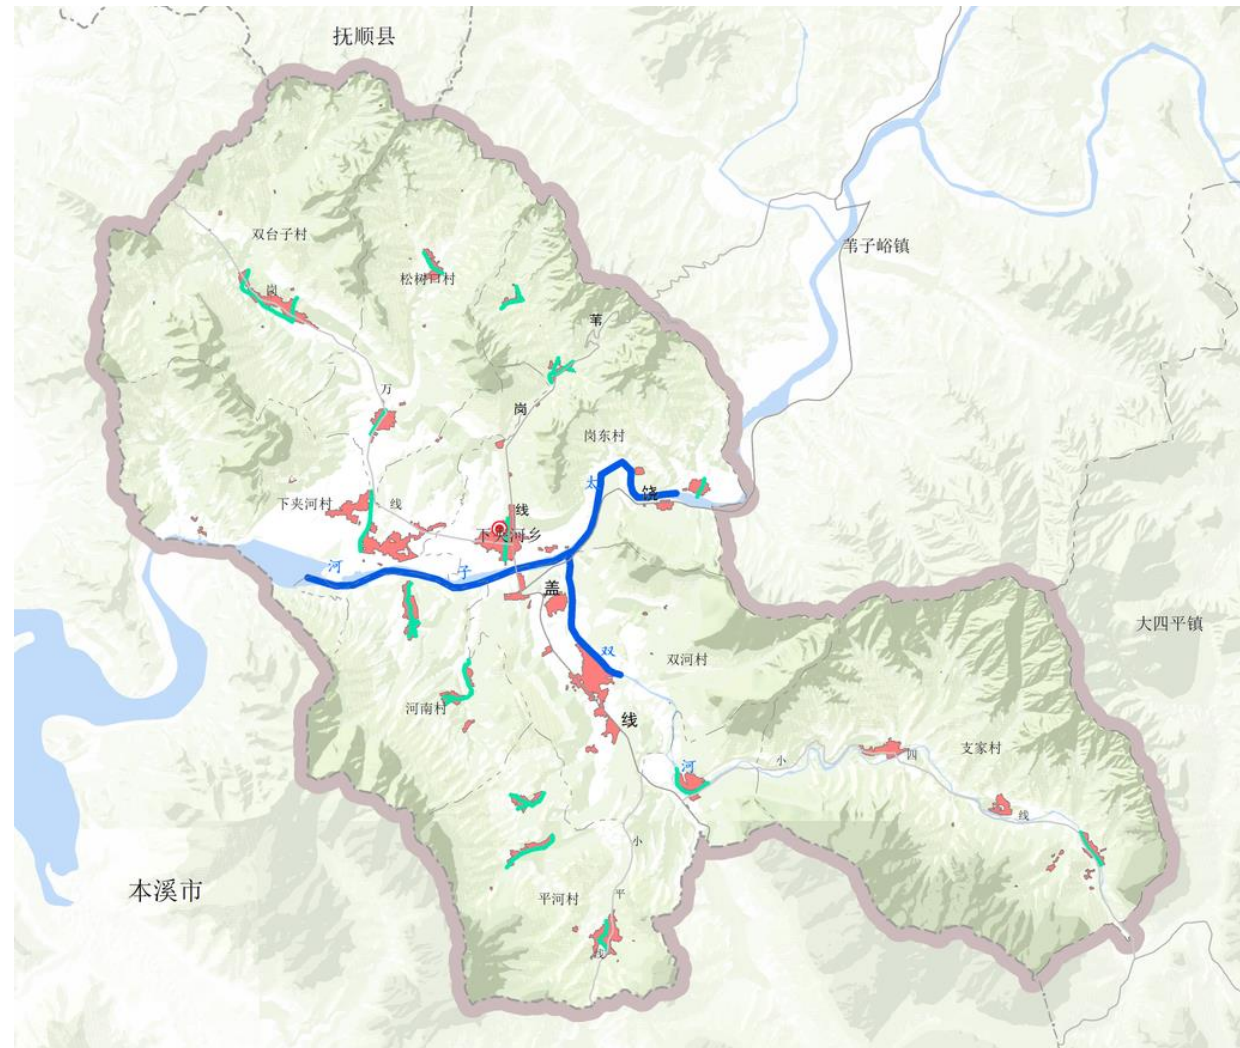 抚顺县
双台子村
苇子峪镇
松树口村
岗
苇
万
岗
岗东村
太
饶
下夹河村
线
线
下夹河乡
河
子
盖
大四平镇
双
双河村
河南村
线
支家村
河
小
四
线
小
本溪市
平河村
平
线